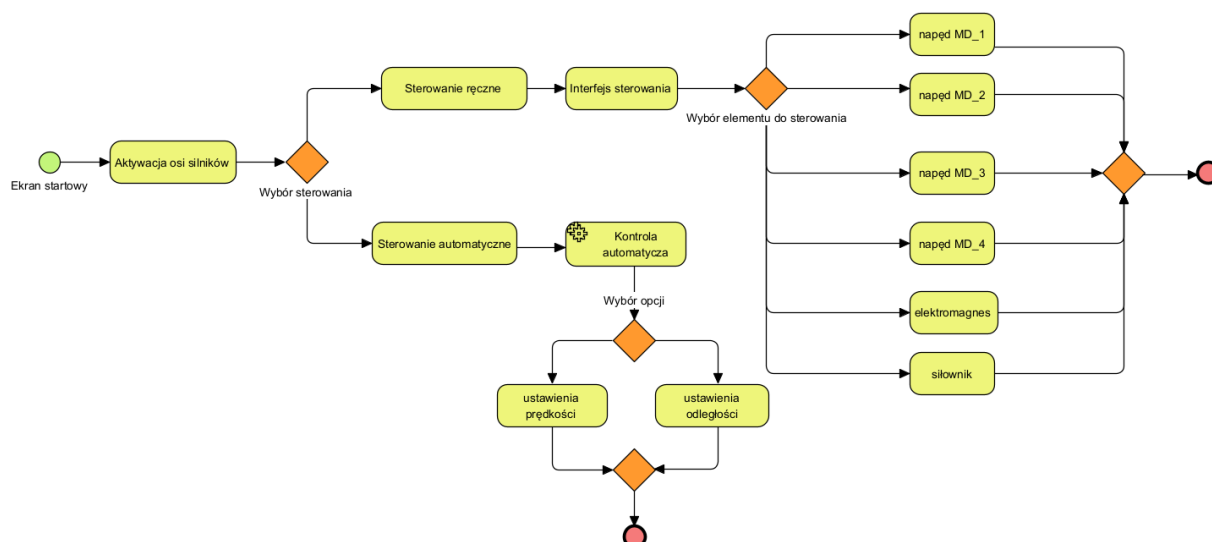 Ekran startowy
Aktywacja osi silników
Wybór sterowania
Sterowanie ręczne
Interfejs sterowania
Wybór elementu do sterowania
napęd MD_1
napęd MD_2
napęd MD_3
napęd MD_4
elektromagnes
siłownik
Sterowanie automatyczne
Kontrola
automatycza
Wybór opcji
ustawienia
prędkości
ustawienia
odległości